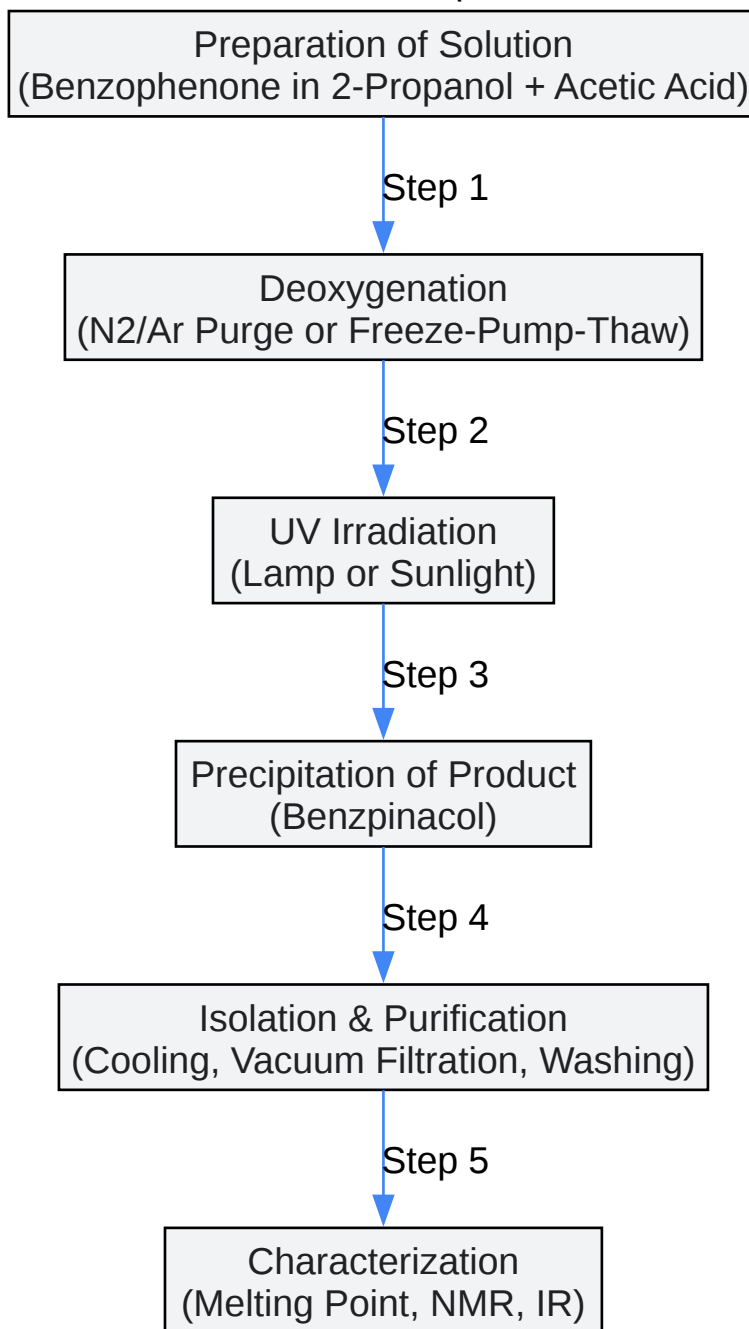 Preparation of Solution
(Benzophenone in 2-Propanol + Acetic Acid)
Step 1
Deoxygenation
(N2/Ar Purge or Freeze-Pump-Thaw)
Step 2
UV Irradiation
(Lamp or Sunlight)
Step 3
Precipitation of Product
(Benzpinacol)
Step 4
Isolation & Purification
(Cooling, Vacuum Filtration, Washing)
Step 5
Characterization
(Melting Point, NMR, IR)